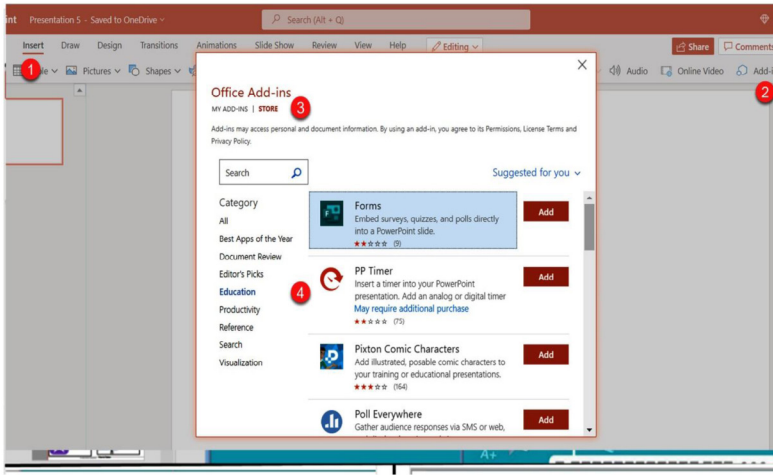 int Presentation 5 - Saved to OneDrive
Search (Alt + Q)
Insert Draw Design Transitions Animations Slide Show Review View Help Editing
Share Comments
1 Pictures Shapes Audio Online Video Add-i
2
Office Add-ins
MY ADD-INS | STORE 3
Add-ins may access personal and document information. By using an add-in, you agree to its Permissions, License Terms and
Privacy Policy.
Search
Suggested for you
Category
All
Best Apps of the Year
Document Review
Editor's Picks
Education 4
Productivity
Reference
Search
Visualization
Forms
Embed surveys, quizzes, and polls directly
into a PowerPoint slide.
(9)
Add
PP Timer
Insert a timer into your PowerPoint
presentation. Add an analog or digital timer
May require additional purchase
(75)
Add
Pixton Comic Characters
Add illustrated, posable comic characters to
your training or educational presentations.
(164)
Add
Poll Everywhere
Gather audience responses via SMS or web,
Add
A+